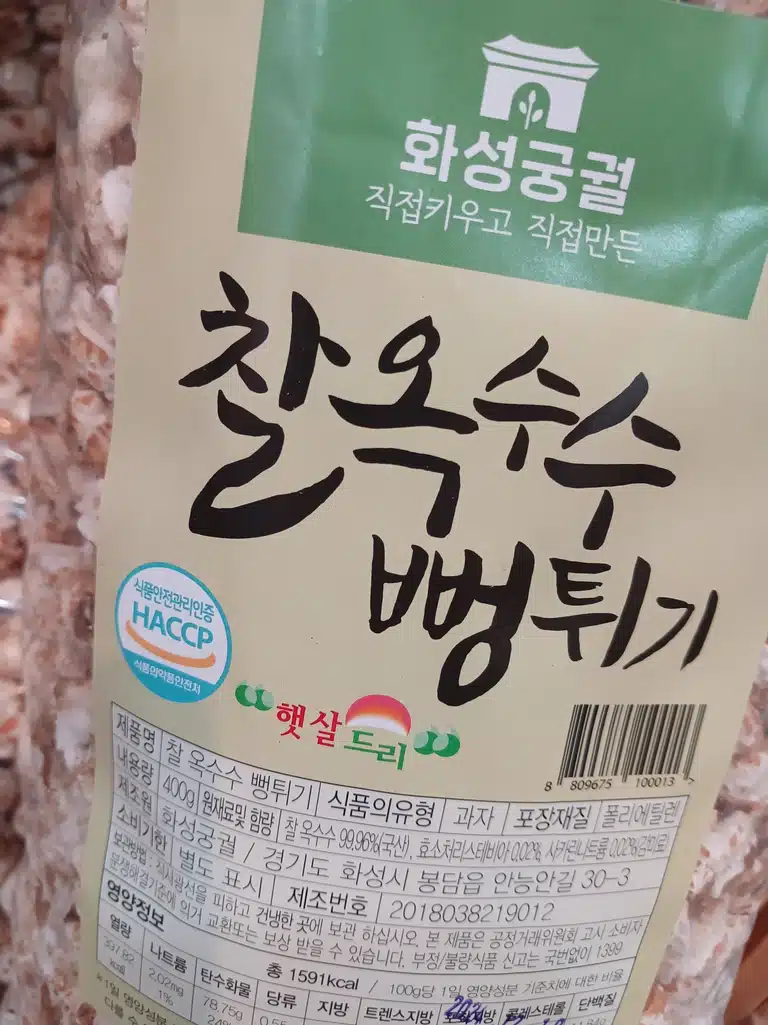 화성궁궐
직접키우고 직접만든
찰옥수수
뻥튀기
식품안전관리인증
HACCP
식품의약품안전처
햇살드리
8 809675 100013
제품명 찰 옥수수 뻥튀기 식품의유형 과자 포장재질 폴리에틸렌
내용량 400g 원재료및 함량 찰옥수수 99.96%(국산), 효소처리스테비아 0.02%, 사카린나트륨 0.02%(감미료)
제조원 화성궁궐 / 경기도 화성시 봉담읍 안능안길 30-3
소비기한 별도 표시 제조번호 2018038219012
보관방법 : 직사광선을 피하고 건냉한 곳에 보관 하십시오. 본 제품은 공정거래위원회 고시 소비자
분쟁해결기준에 의거 교환또는 보상 받을 수 있습니다. 부정/불량식품 신고는 국번없이 1399
영양정보 총 1591kcal / 100g당 1일 영양성분 기준치에 대한 비율
열량 나트륨 탄수화물 당류 지방 트렌스지방 포화지방 콜레스테롤 단백질
kcal 2.02mg 78.75g
1%
*1일 영양성분